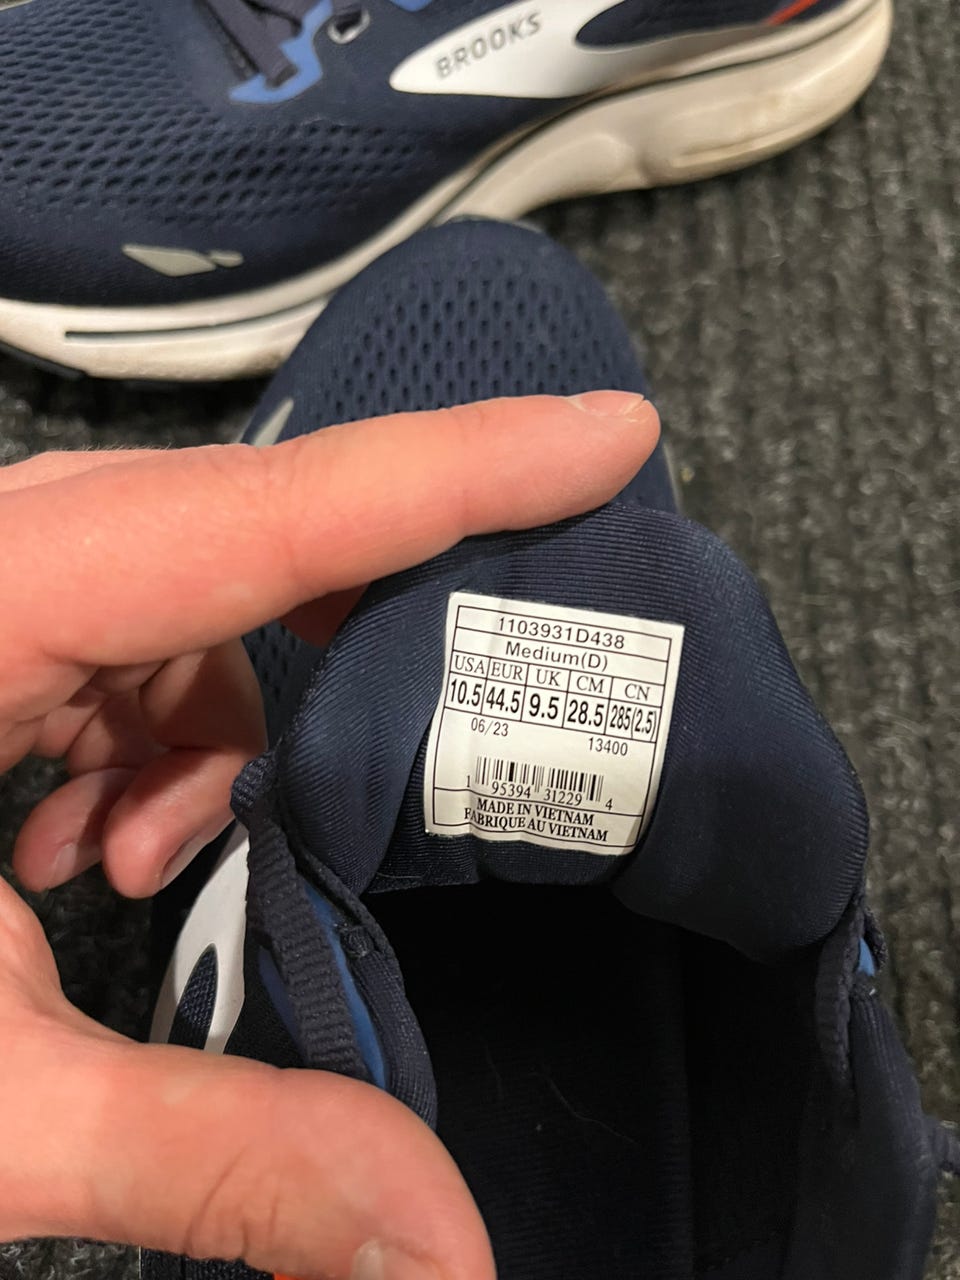 BROOKS
1103931D438
Medium(D)
USA EUR UK CM CN
10.5 44.5 9.5 28.5 285(2.5)
06/23 13400
1 95394 31229 4
MADE IN VIETNAM
FABRIQUE AU VIETNAM